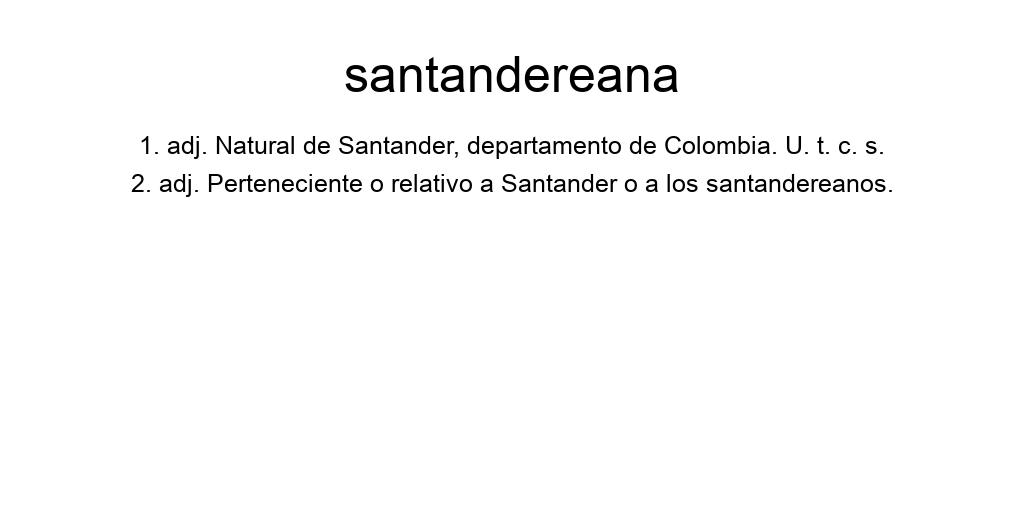 santandereana
1. adj. Natural de Santander, departamento de Colombia. U. t. c. s.
2. adj. Perteneciente o relativo a Santander o a los santandereanos.